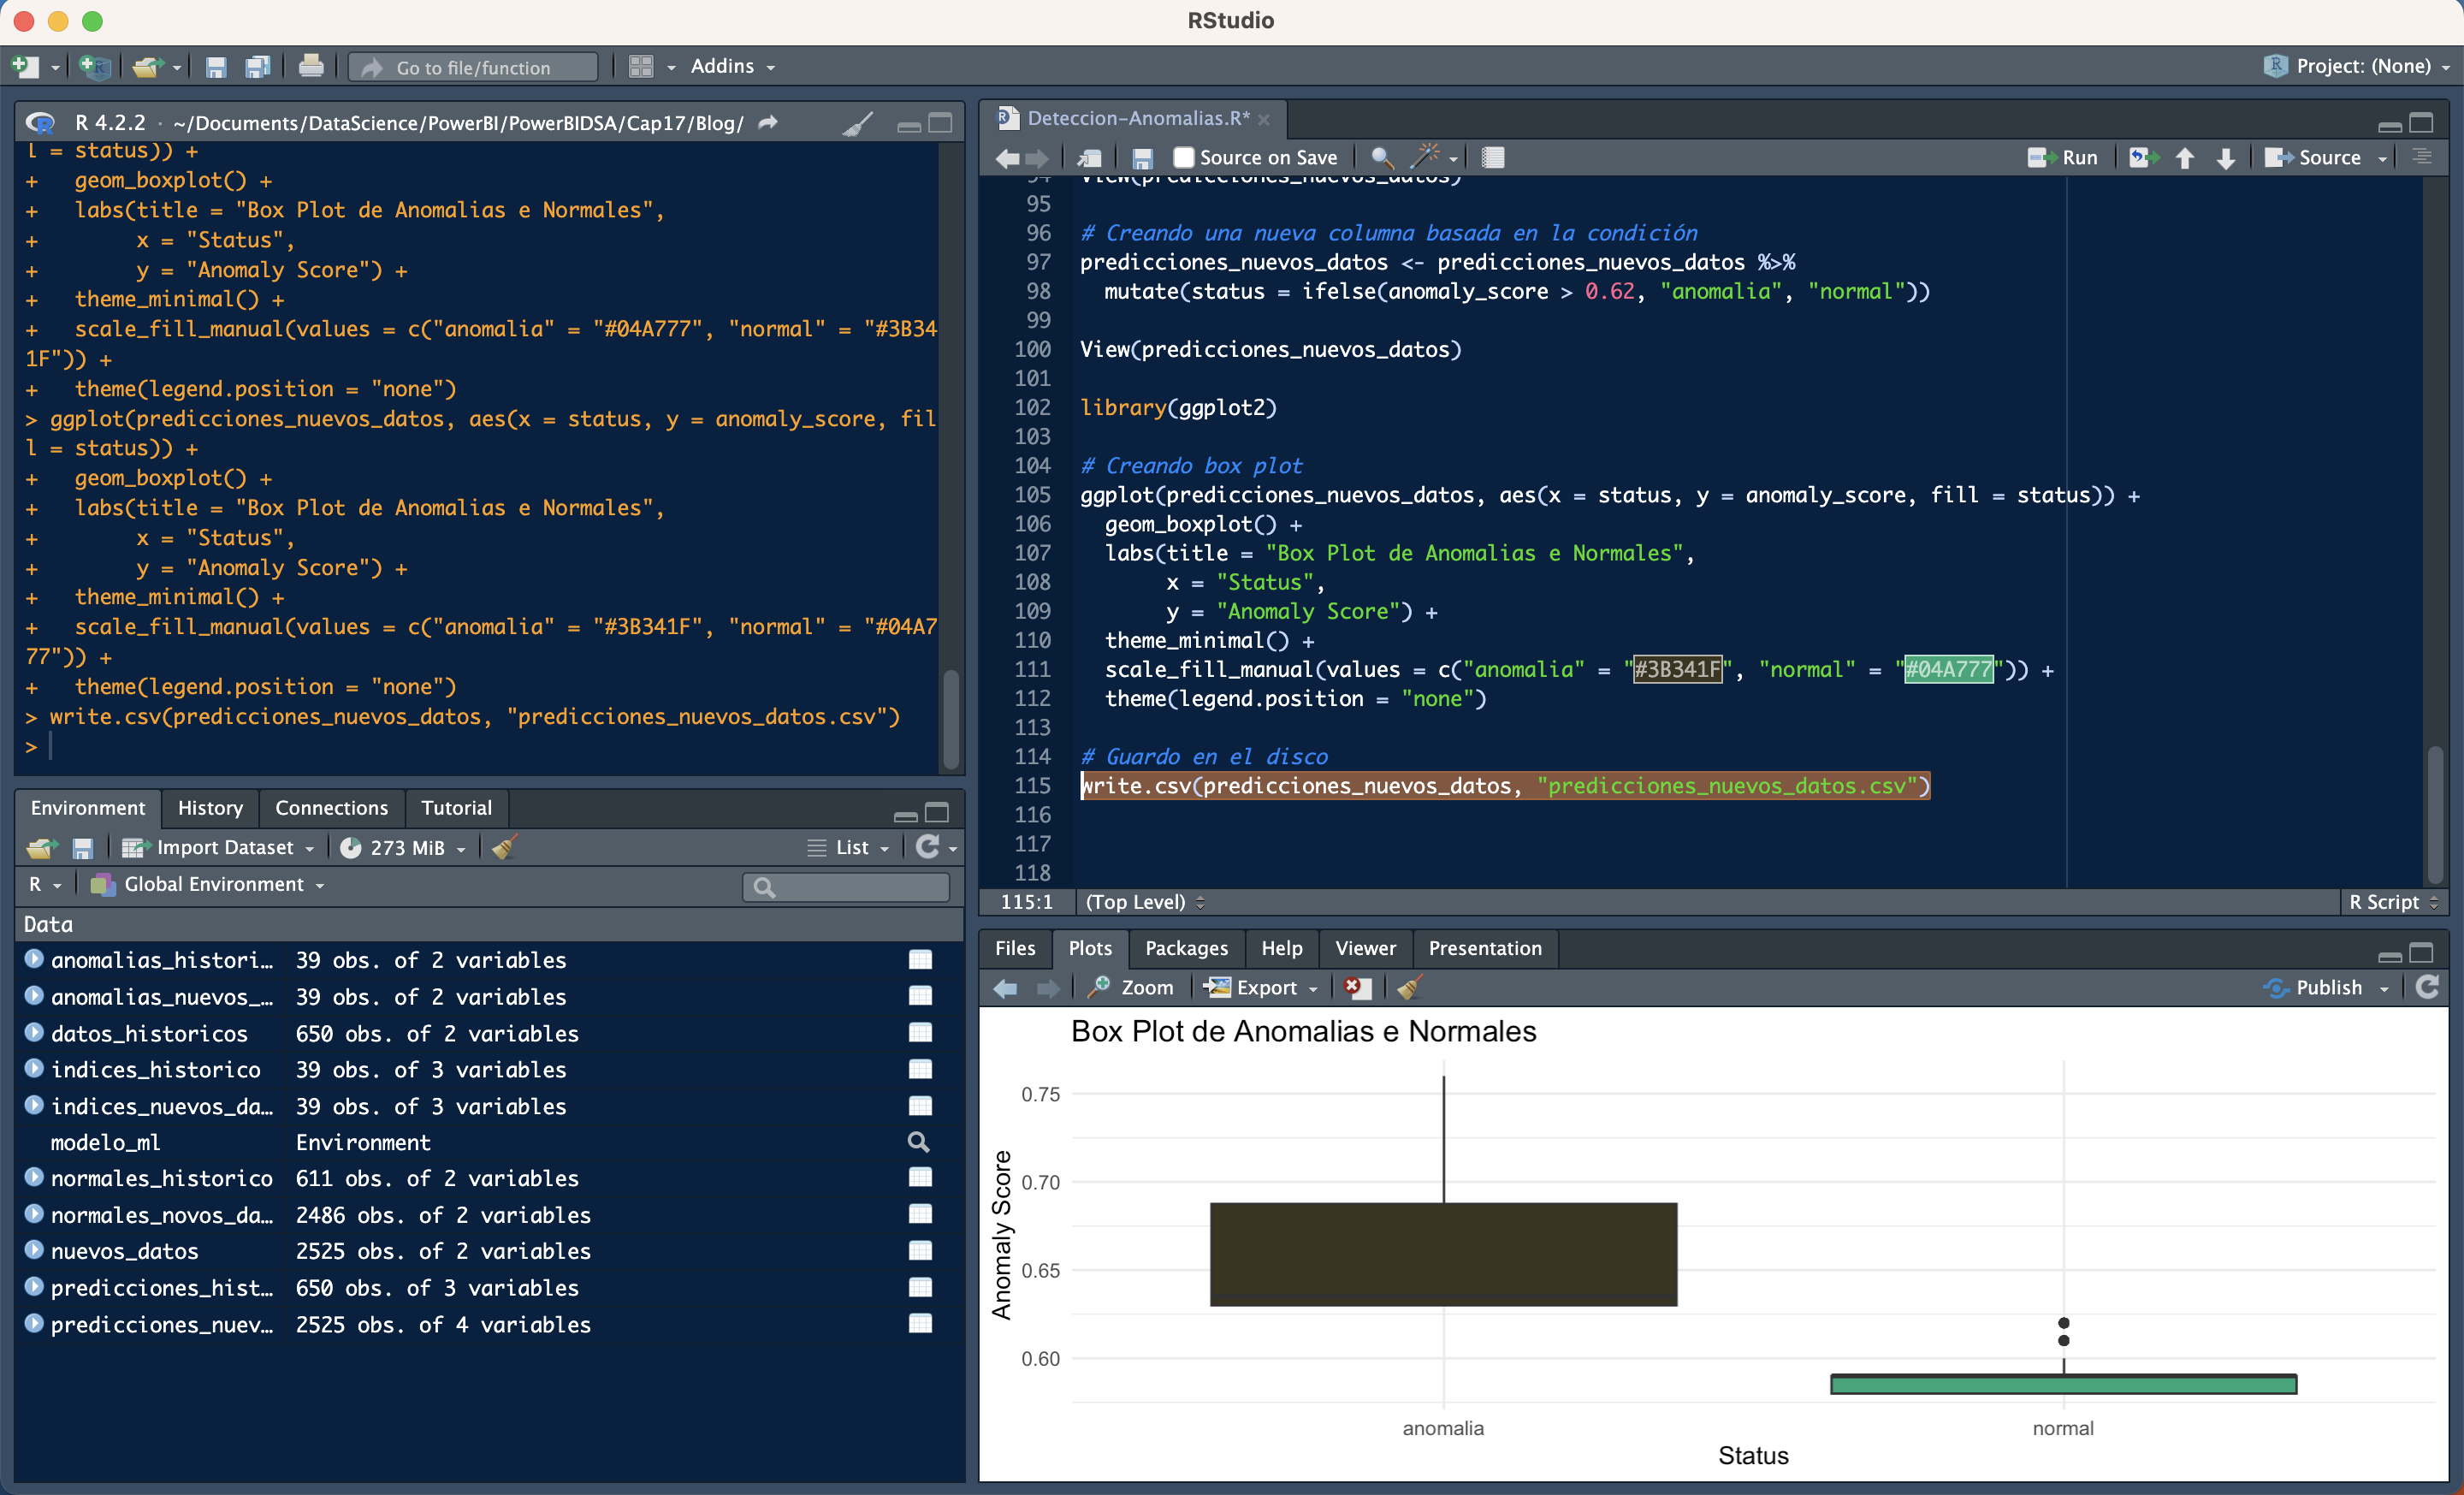 RStudio
Go to file/function
Addins
Project: (None)
R 4.2.2 · ~/Documents/DataScience/PowerBI/PowerBIDSA/Cap17/Blog/
l = status)) +
+   geom_boxplot() +
+   labs(title = "Box Plot de Anomalias e Normales",
+        x = "Status",
+        y = "Anomaly Score") +
+   theme_minimal() +
+   scale_fill_manual(values = c("anomalia" = "#04A777", "normal" = "#3B34
1F")) +
+   theme(legend.position = "none")
> ggplot(predicciones_nuevos_datos, aes(x = status, y = anomaly_score, fil
l = status)) +
+   geom_boxplot() +
+   labs(title = "Box Plot de Anomalias e Normales",
+        x = "Status",
+        y = "Anomaly Score") +
+   theme_minimal() +
+   scale_fill_manual(values = c("anomalia" = "#3B341F", "normal" = "#04A7
77")) +
+   theme(legend.position = "none")
> write.csv(predicciones_nuevos_datos, "predicciones_nuevos_datos.csv")
>
Environment History Connections Tutorial
Import Dataset 273 MiB List
R Global Environment
Data
anomalias_histori… 39 obs. of 2 variables
anomalias_nuevos_… 39 obs. of 2 variables
datos_historicos 650 obs. of 2 variables
indices_historico 39 obs. of 3 variables
indices_nuevos_da… 39 obs. of 3 variables
modelo_ml Environment
normales_historico 611 obs. of 2 variables
normales_novos_da… 2486 obs. of 2 variables
nuevos_datos 2525 obs. of 2 variables
predicciones_hist… 650 obs. of 3 variables
predicciones_nuev… 2525 obs. of 4 variables
Deteccion-Anomalias.R*
Source on Save Run Source
94 View(predicciones_nuevos_datos)
95
96 # Creando una nueva columna basada en la condición
97 predicciones_nuevos_datos <- predicciones_nuevos_datos %>%
98   mutate(status = ifelse(anomaly_score > 0.62, "anomalia", "normal"))
99
100 View(predicciones_nuevos_datos)
101
102 library(ggplot2)
103
104 # Creando box plot
105 ggplot(predicciones_nuevos_datos, aes(x = status, y = anomaly_score, fill = status)) +
106   geom_boxplot() +
107   labs(title = "Box Plot de Anomalias e Normales",
108        x = "Status",
109        y = "Anomaly Score") +
110   theme_minimal() +
111   scale_fill_manual(values = c("anomalia" = "#3B341F", "normal" = "#04A777")) +
112   theme(legend.position = "none")
113
114 # Guardo en el disco
115 write.csv(predicciones_nuevos_datos, "predicciones_nuevos_datos.csv")
116
117
118
115:1 (Top Level) R Script
Files Plots Packages Help Viewer Presentation
Zoom Export Publish
Box Plot de Anomalias e Normales
Anomaly Score
0.75
0.70
0.65
0.60
anomalia normal
Status